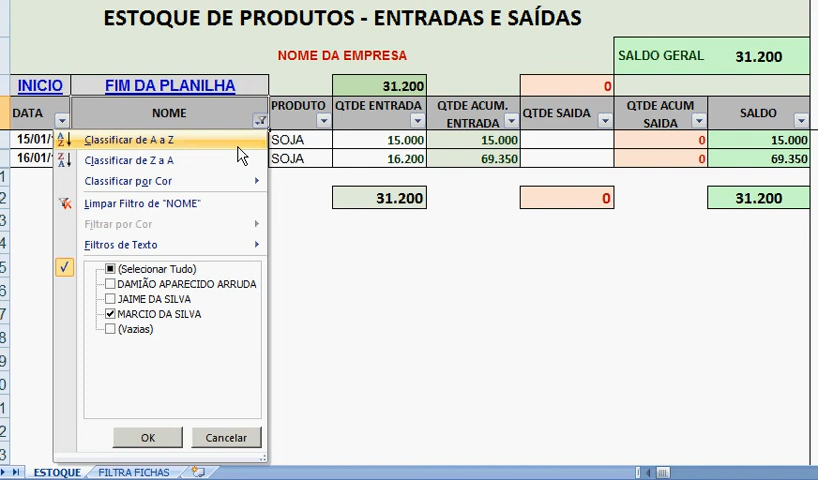 ESTOQUE DE PRODUTOS - ENTRADAS E SAÍDAS
NOME DA EMPRESA
SALDO GERAL 31.200
INICIO FIM DA PLANILHA 31.200 0
DATA NOME PRODUTO QTDE ENTRADA QTDE ACUM. ENTRADA QTDE SAIDA QTDE ACUM SAIDA SALDO
15/01/ SOJA 15.000 15.000 0 15.000
16/01/ SOJA 16.200 69.350 0 69.350
31.200 0 31.200
Classificar de A a Z
Classificar de Z a A
Classificar por Cor
Limpar Filtro de "NOME"
Filtrar por Cor
Filtros de Texto
(Selecionar Tudo)
DAMIÃO APARECIDO ARRUDA
JAIME DA SILVA
MARCIO DA SILVA
(Vazias)
OK Cancelar
ESTOQUE FILTRA FICHAS